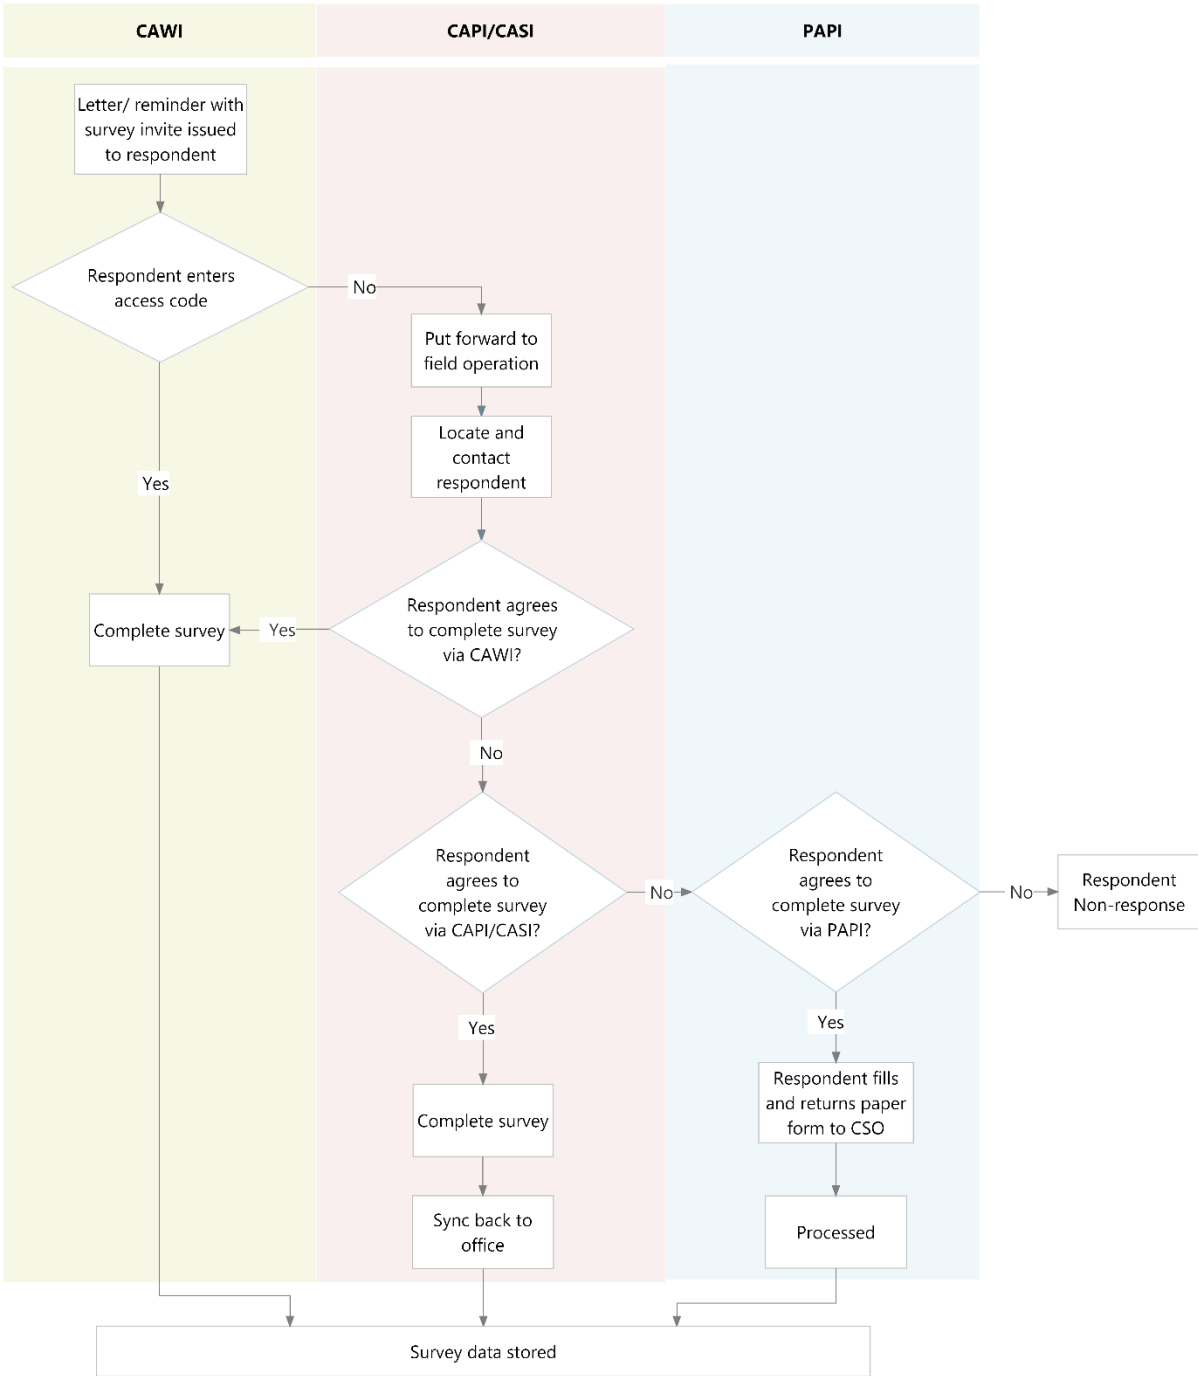 CAWI
CAPI/CASI
PAPI
Letter/ reminder with
survey invite issued
to respondent
Respondent enters
access code
No
Put forward to
field operation
Locate and
contact
respondent
Yes
Respondent agrees
to complete survey
via CAWI?
Yes
Complete survey
No
Respondent
agrees to
complete survey
via CAPI/CASI?
No
Respondent
agrees to
complete survey
via PAPI?
No
Respondent
Non-response
Yes
Yes
Complete survey
Respondent fills
and returns paper
form to CSO
Sync back to
office
Processed
Survey data stored